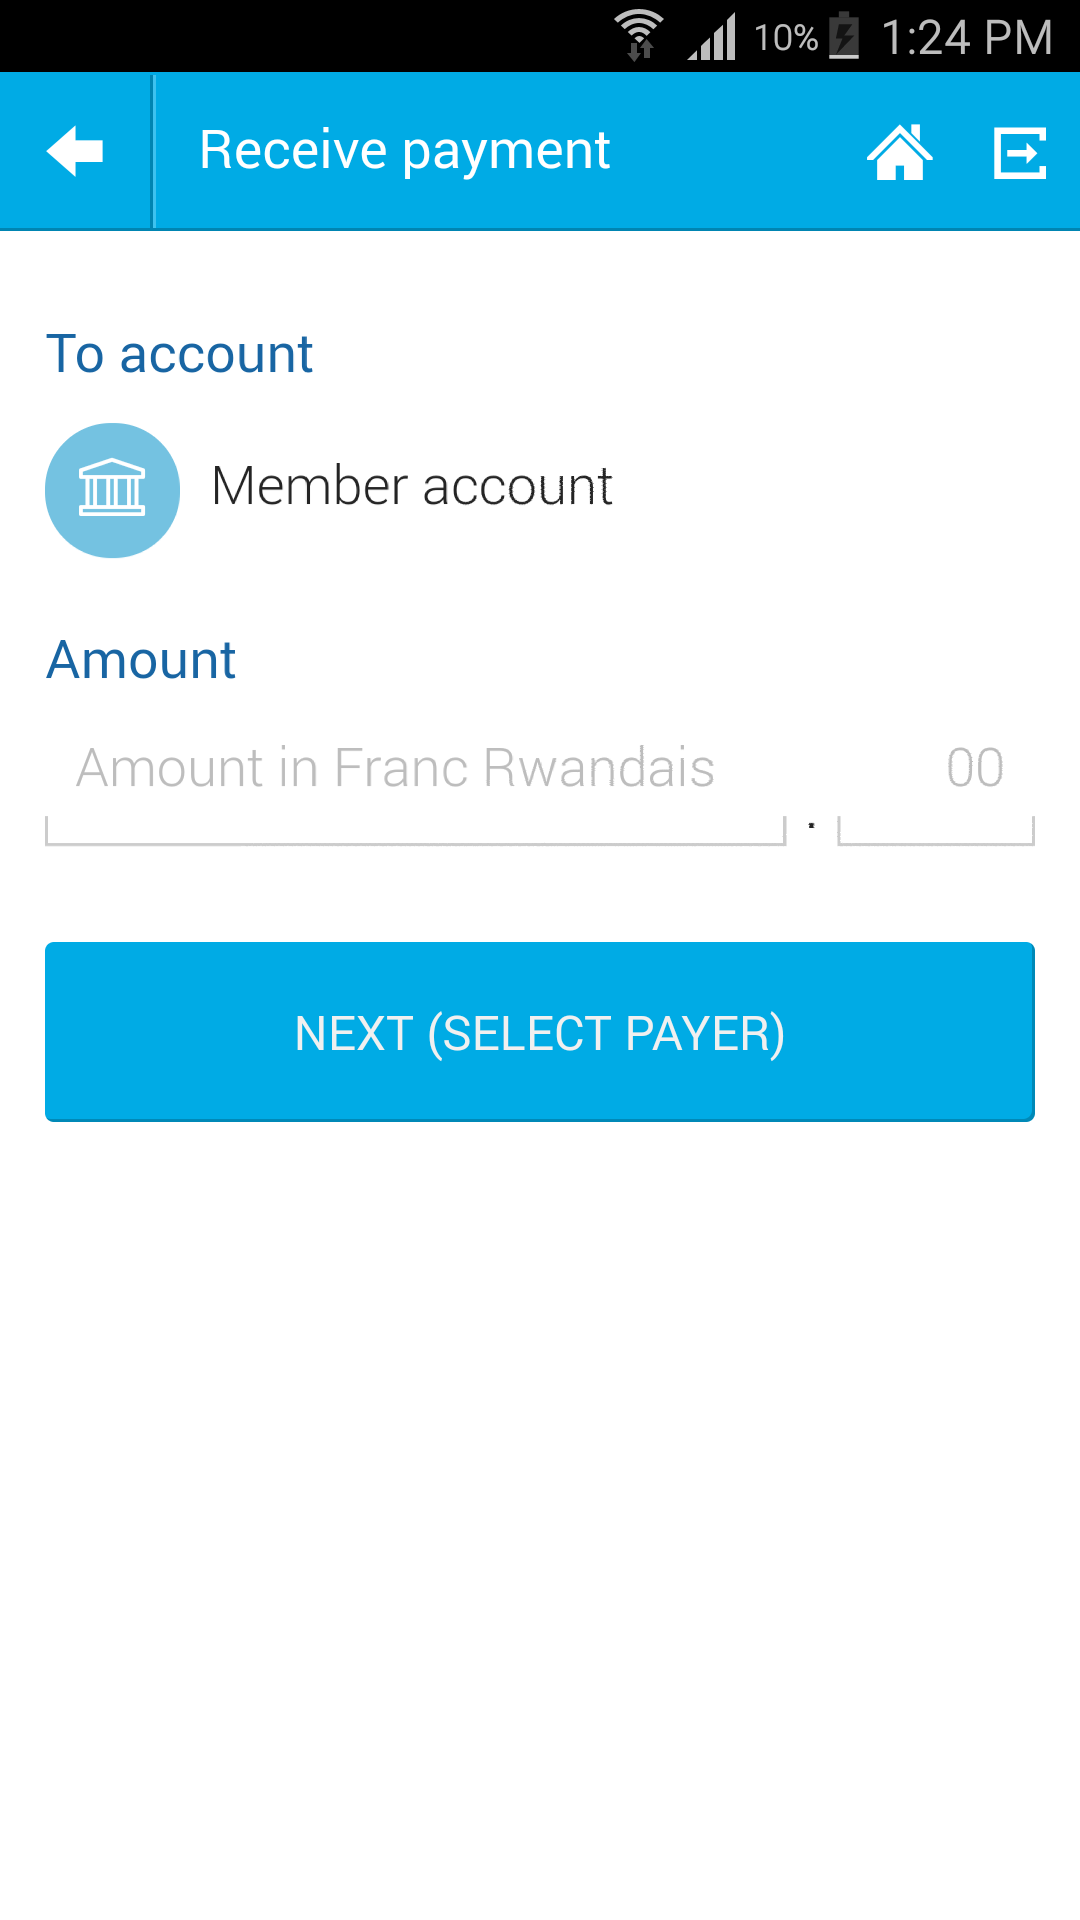 10% 1:24 PM
Receive payment
To account
Member account
Amount
Amount in Franc Rwandais . 00
NEXT (SELECT PAYER)